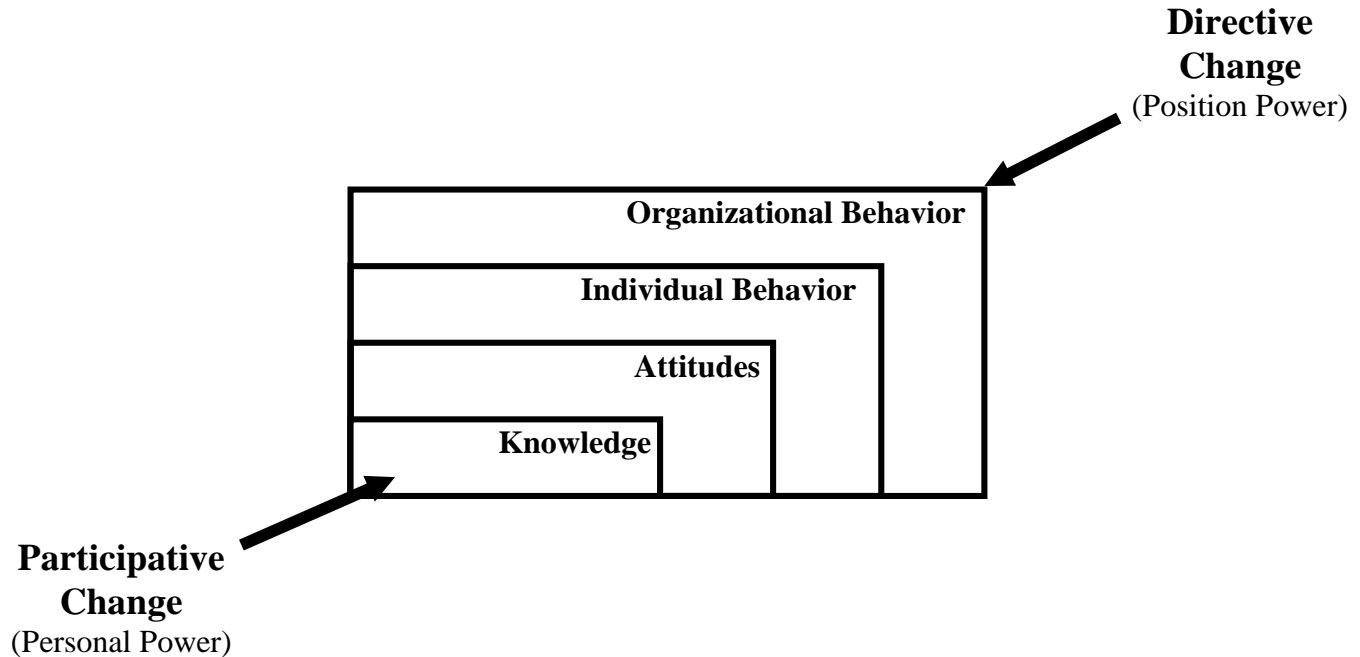 Directive
Change
(Position Power)
Organizational Behavior
Individual Behavior
Attitudes
Knowledge
Participative
Change
(Personal Power)